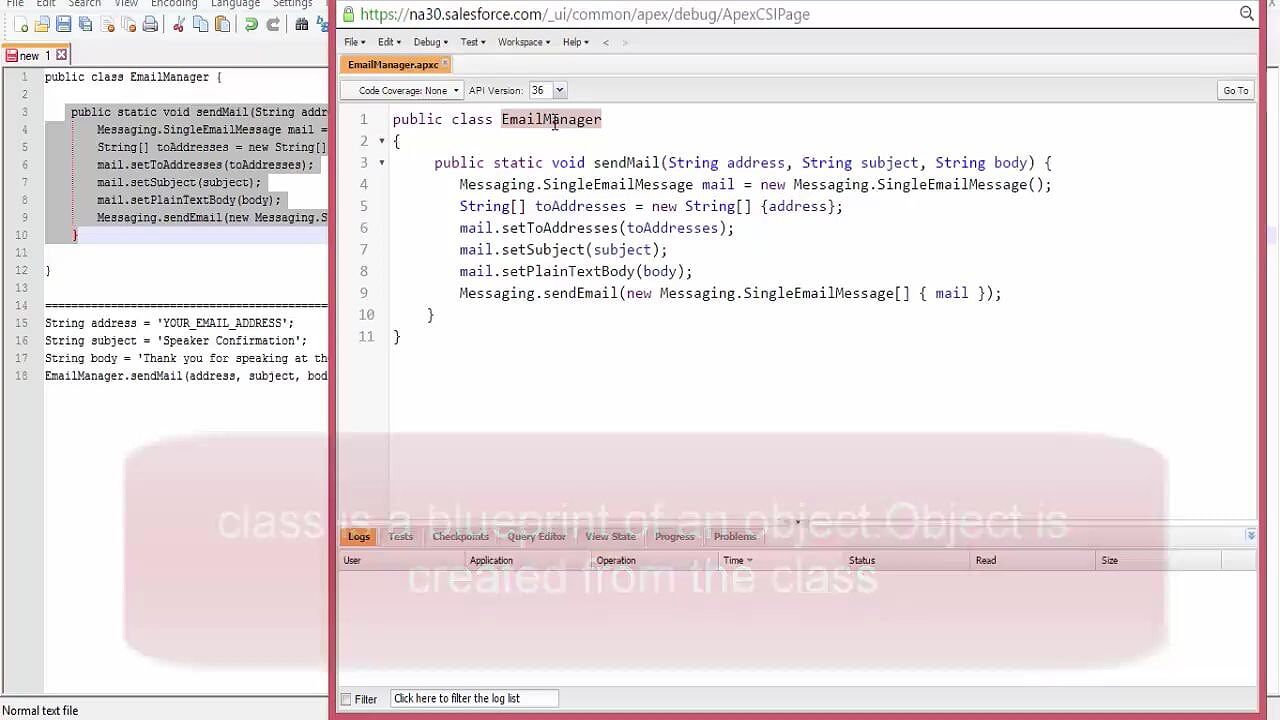 File Edit Search View Encoding Language Settings
new 1
1 public class EmailManager {
2
3 public static void sendMail(String addr
4 Messaging.SingleEmailMessage mail =
5 String[] toAddresses = new String[]
6 mail.setToAddresses(toAddresses);
7 mail.setSubject(subject);
8 mail.setPlainTextBody(body);
9 Messaging.sendEmail(new Messaging.S
10 }
11
12 }
13
14 ========================================
15 String address = 'YOUR_EMAIL_ADDRESS';
16 String subject = 'Speaker Confirmation';
17 String body = 'Thank you for speaking at th
18 EmailManager.sendMail(address, subject, bod
Normal text file
https://na30.salesforce.com/_ui/common/apex/debug/ApexCSIPage
File Edit Debug Test Workspace Help < >
EmailManager.apxc
Code Coverage: None API Version: 36 Go To
1 public class EmailManager
2 {
3 public static void sendMail(String address, String subject, String body) {
4 Messaging.SingleEmailMessage mail = new Messaging.SingleEmailMessage();
5 String[] toAddresses = new String[] {address};
6 mail.setToAddresses(toAddresses);
7 mail.setSubject(subject);
8 mail.setPlainTextBody(body);
9 Messaging.sendEmail(new Messaging.SingleEmailMessage[] { mail });
10 }
11 }
class is a blueprint of an object.Object is
created from the class
Logs Tests Checkpoints Query Editor View State Progress Problems
User Application Operation Time Status Read Size
Filter Click here to filter the log list